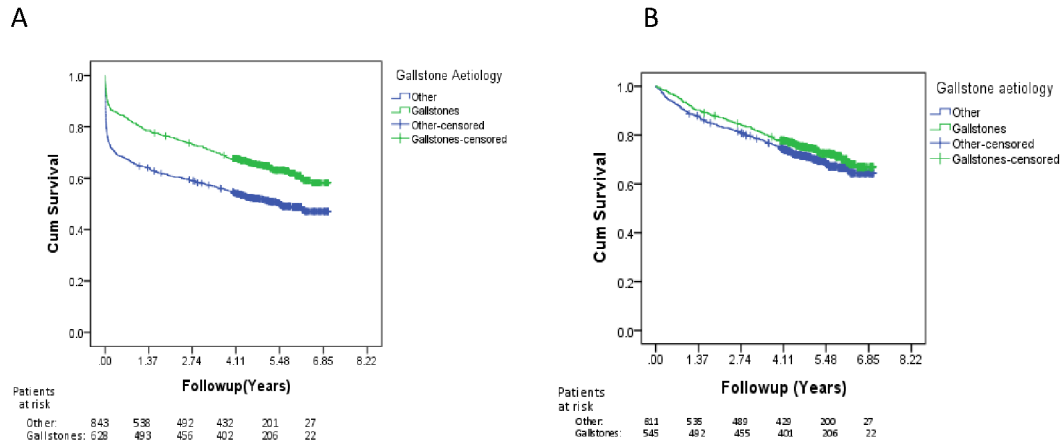 A
B
Gallstone Aetiology
Other
Gallstones
Other-censored
Gallstones-censored
1.0
0.8
0.6
0.4
0.2
0.0
Cum Survival
.00 1.37 2.74 4.11 5.48 6.85 8.22
Followup(Years)
Patients
at risk
Other: 843 538 492 432 201 27
Gallstones: 628 493 456 402 206 22
Gallstone aetiology
Other
Gallstones
Other-censored
Gallstones-censored
1.0
0.8
0.6
0.4
0.2
0.0
Cum Survival
.00 1.37 2.74 4.11 5.48 6.85 8.22
Followup (Years)
Patients
at risk
Other: 611 535 489 429 200 27
Gallstones: 545 492 455 401 206 22